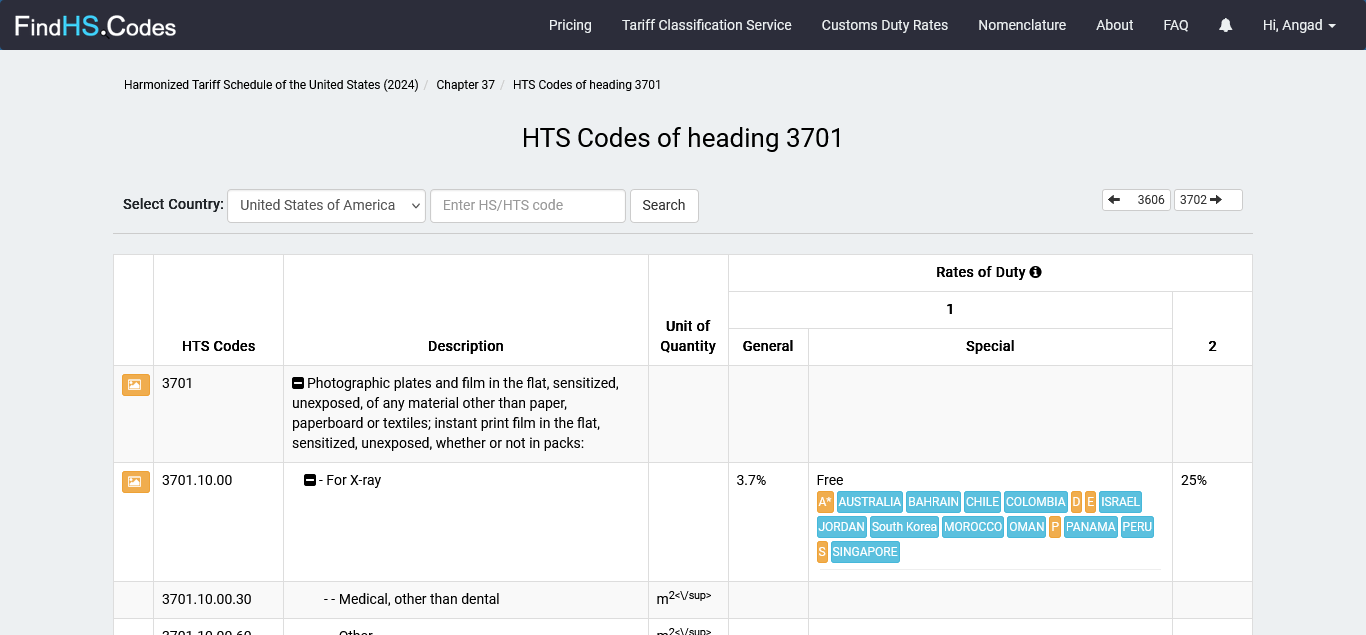 FindHS.Codes
Pricing Tariff Classification Service Customs Duty Rates Nomenclature About FAQ Hi, Angad
Harmonized Tariff Schedule of the United States (2024) / Chapter 37 / HTS Codes of heading 3701
HTS Codes of heading 3701
Select Country: United States of America Enter HS/HTS code Search 3606 3702
Rates of Duty
1
HTS Codes Description Unit of Quantity General Special 2
3701 Photographic plates and film in the flat, sensitized,
unexposed, of any material other than paper,
paperboard or textiles; instant print film in the flat,
sensitized, unexposed, whether or not in packs:
3701.10.00 - For X-ray 3.7% Free 25%
A* AUSTRALIA BAHRAIN CHILE COLOMBIA D E ISRAEL
JORDAN South Korea MOROCCO OMAN P PANAMA PERU
S SINGAPORE
3701.10.00.30 - - Medical, other than dental m2<\/sup>
3701.10.00.60 - - Other m2<\/sup>